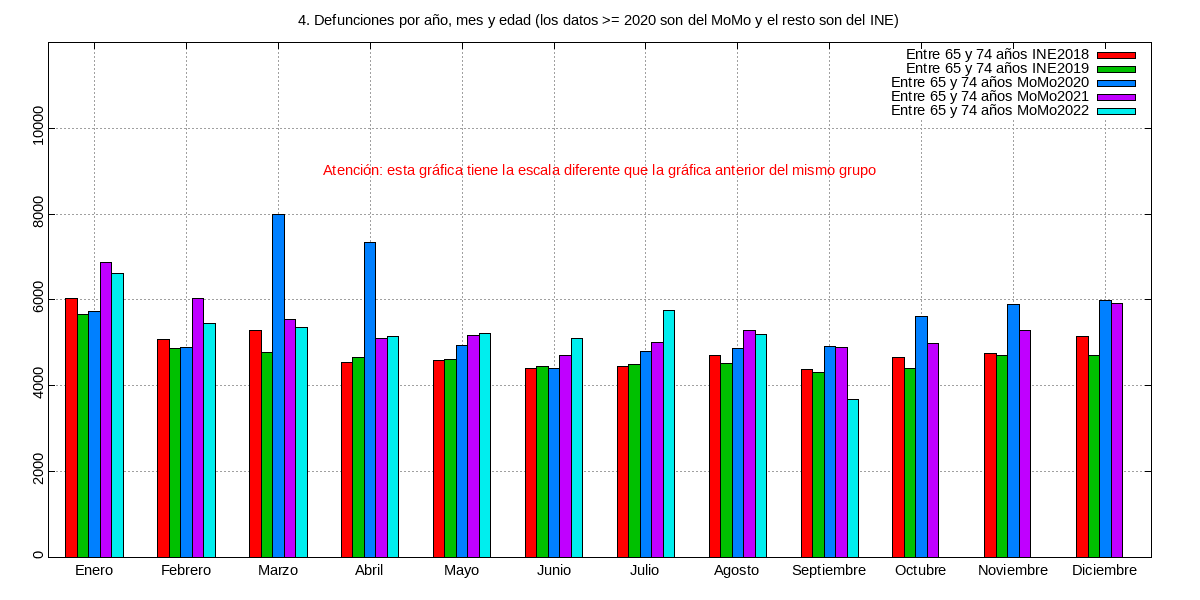 4. Defunciones por año, mes y edad (los datos >= 2020 son del MoMo y el resto son del INE)
Entre 65 y 74 años INE2018
Entre 65 y 74 años INE2019
Entre 65 y 74 años MoMo2020
Entre 65 y 74 años MoMo2021
Entre 65 y 74 años MoMo2022
Atención: esta gráfica tiene la escala diferente que la gráfica anterior del mismo grupo
10000
8000
6000
4000
2000
0
Enero Febrero Marzo Abril Mayo Junio Julio Agosto Septiembre Octubre Noviembre Diciembre